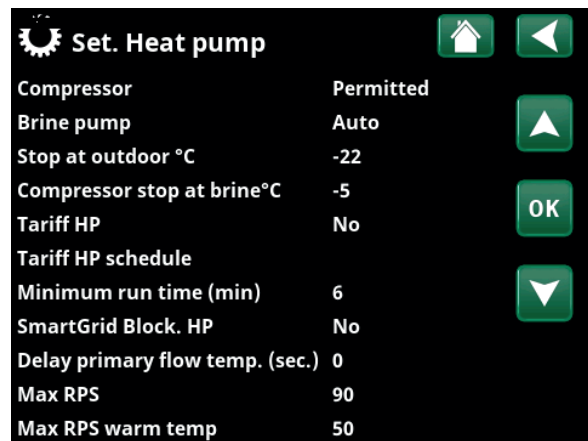 Set. Heat pump
Compressor Permitted
Brine pump Auto
Stop at outdoor °C -22
Compressor stop at brine°C -5
Tariff HP No
OK
Tariff HP schedule
Minimum run time (min) 6
SmartGrid Block. HP No
Delay primary flow temp. (sec.) 0
Max RPS 90
Max RPS warm temp 50